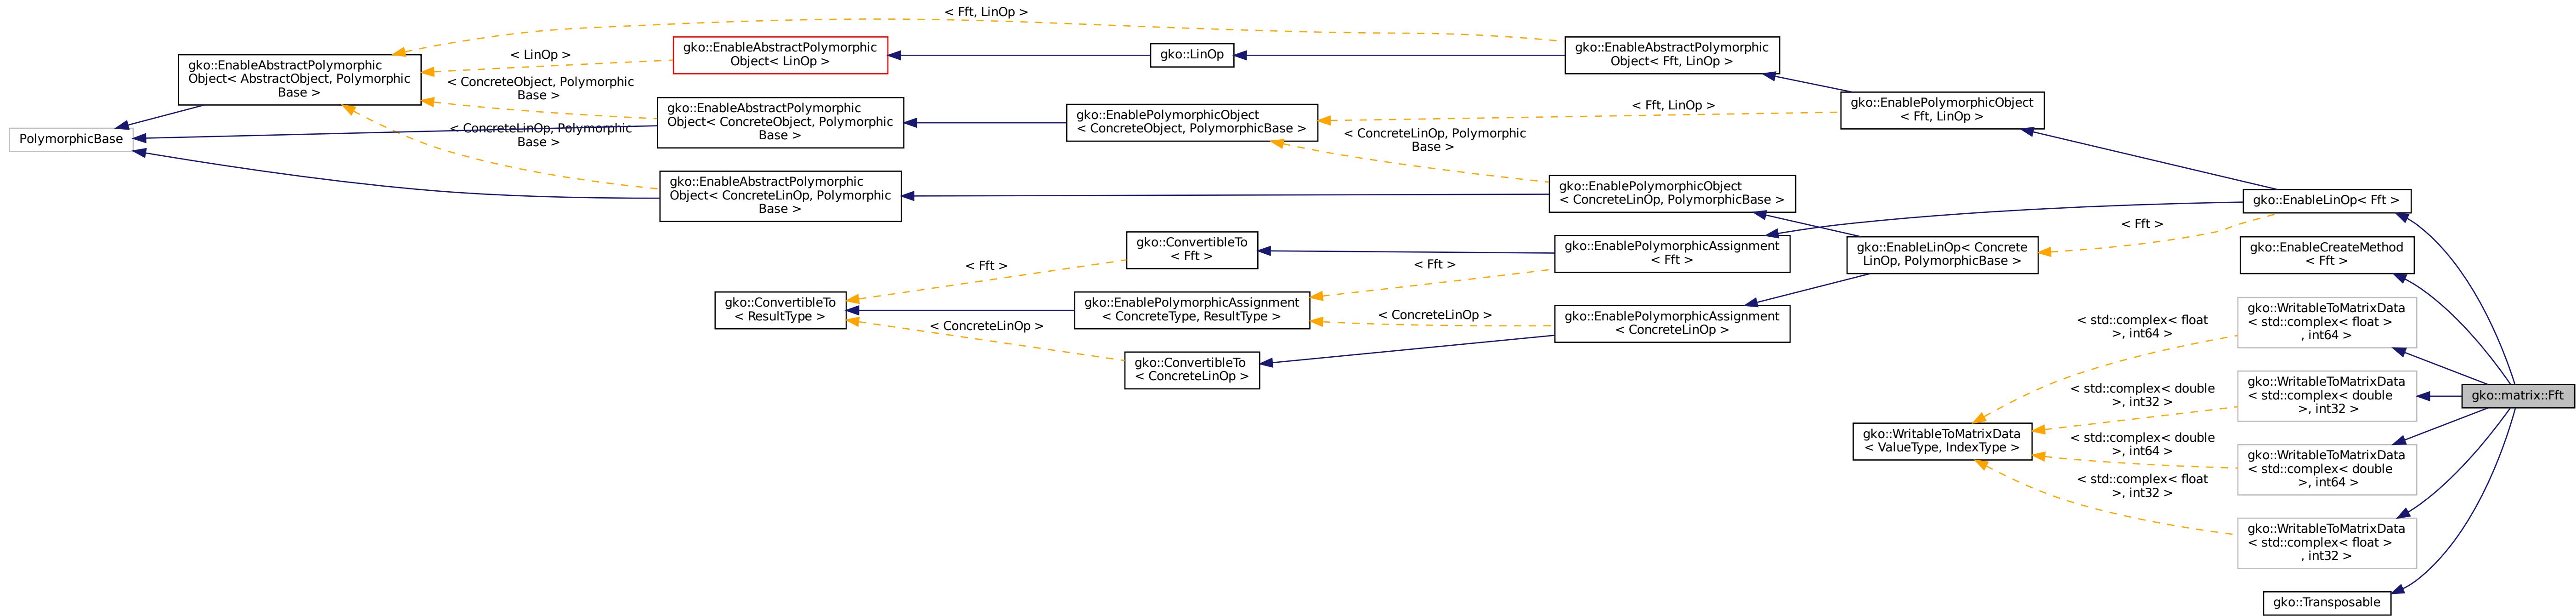 PolymorphicBase
gko::EnableAbstractPolymorphic
Object< AbstractObject, Polymorphic
Base >
< Fft, LinOp >
< LinOp >
< ConcreteObject, Polymorphic
Base >
< ConcreteLinOp, Polymorphic
Base >
gko::EnableAbstractPolymorphic
Object< LinOp >
gko::EnableAbstractPolymorphic
Object< ConcreteObject, Polymorphic
Base >
gko::EnableAbstractPolymorphic
Object< ConcreteLinOp, Polymorphic
Base >
gko::ConvertibleTo
< ResultType >
gko::LinOp
gko::EnablePolymorphicObject
< ConcreteObject, PolymorphicBase >
< Fft >
< ConcreteLinOp >
gko::ConvertibleTo
< Fft >
gko::EnablePolymorphicAssignment
< ConcreteType, ResultType >
gko::ConvertibleTo
< ConcreteLinOp >
< Fft, LinOp >
< ConcreteLinOp, Polymorphic
Base >
< Fft >
< ConcreteLinOp >
gko::EnableAbstractPolymorphic
Object< Fft, LinOp >
gko::EnablePolymorphicObject
< ConcreteLinOp, PolymorphicBase >
gko::EnablePolymorphicAssignment
< Fft >
gko::EnablePolymorphicAssignment
< ConcreteLinOp >
gko::EnablePolymorphicObject
< Fft, LinOp >
gko::EnableLinOp< Concrete
LinOp, PolymorphicBase >
gko::WritableToMatrixData
< ValueType, IndexType >
< Fft >
< std::complex< float
>, int64 >
< std::complex< double
>, int32 >
< std::complex< double
>, int64 >
< std::complex< float
>, int32 >
gko::EnableLinOp< Fft >
gko::EnableCreateMethod
< Fft >
gko::WritableToMatrixData
< std::complex< float >
, int64 >
gko::WritableToMatrixData
< std::complex< double
>, int32 >
gko::WritableToMatrixData
< std::complex< double
>, int64 >
gko::WritableToMatrixData
< std::complex< float >
, int32 >
gko::Transposable
gko::matrix::Fft